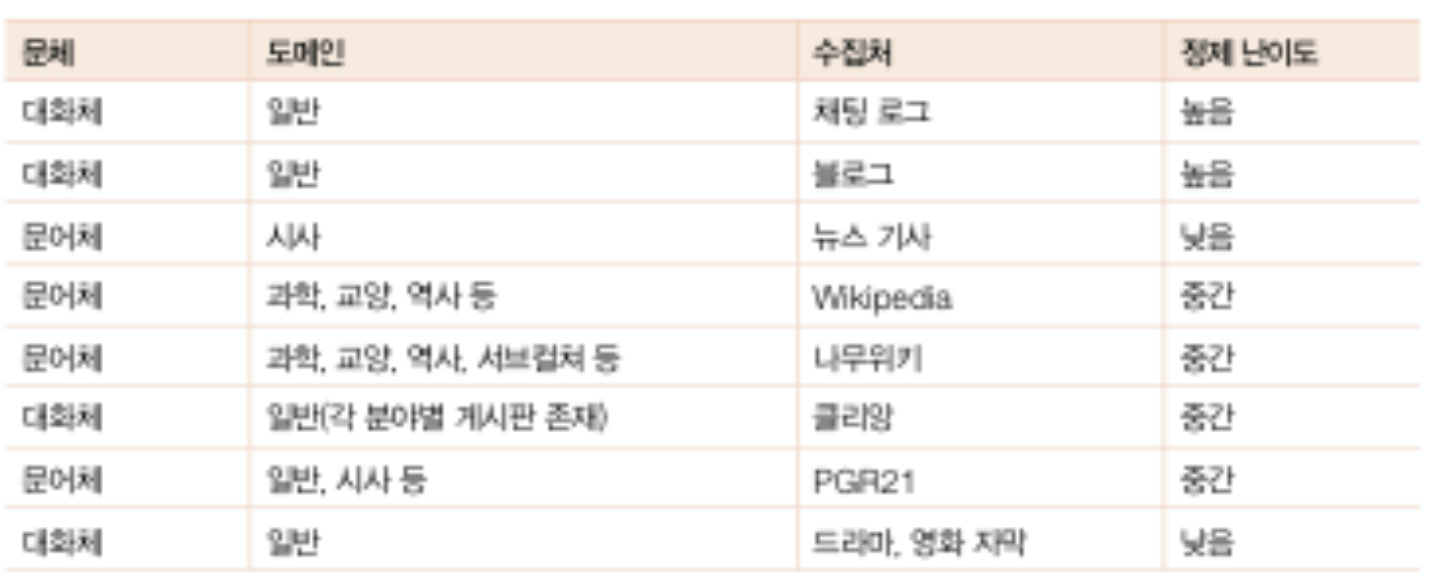 문체 도메인 수집처 정제 난이도
대화체 일반 채팅 로그 높음
대화체 일반 블로그 높음
문어체 시사 뉴스 기사 낮음
문어체 과학, 교양, 역사 등 Wikipedia 중간
문어체 과학, 교양, 역사, 서브컬쳐 등 나무위키 중간
대화체 일반(각 분야별 게시판 존재) 클리앙 중간
문어체 일반, 시사 등 PGR21 중간
대화체 일반 드라마, 영화 자막 낮음